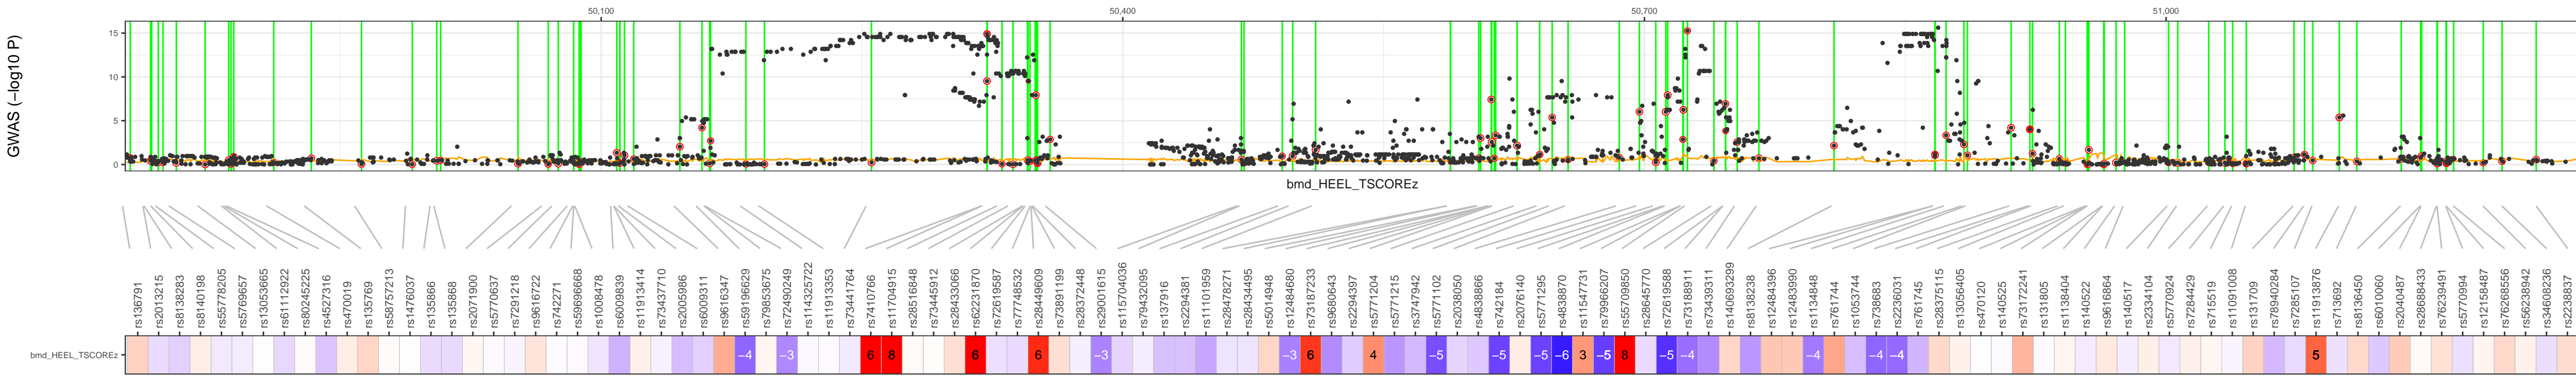 50,100 50,400 50,700 51,000
GWAS (−log10 P)
15
10
5
0
bmd_HEEL_TSCOREz
rs136791 rs2013215 rs8138283 rs8140198 rs55778205 rs5769657 rs13053665 rs61112922 rs80245225 rs4527316 rs470019 rs135769 rs58757213 rs1476037 rs135866 rs135868 rs2071900 rs5770637 rs7291218 rs9616722 rs742271 rs59696668 rs1008478 rs6009839 rs11913414 rs73437710 rs2005986 rs6009311 rs9616347 rs59196629 rs79853675 rs72490249 rs114325722 rs11913353 rs73441764 rs7410766 rs11704915 rs28516848 rs73445912 rs28433066 rs62231870 rs72619587 rs77748532 rs28449609 rs738911199 rs28372448 rs29001615 rs115704036 rs79432095 rs137916 rs2294381 rs11101959 rs28478271 rs28434495 rs5014948 rs12484680 rs73187233 rs9680643 rs2294397 rs5771204 rs5771215 rs37479422 rs5771102 rs2038050 rs4838866 rs742184 rs20776140 rs5771295 rs4838870 rs11547731 rs79966207 rs55709850 rs28645770 rs72619588 rs73188911 rs73439311 rs140693299 rs8138238 rs12484396 rs12483990 rs1134848 rs761744 rs1053744 rs738683 rs2236031 rs761745 rs28375115 rs13056405 rs470120 rs140525 rs73172241 rs131805 rs1138404 rs140522 rs9616864 rs140517 rs2334104 rs5770924 rs7284429 rs715519 rs11091008 rs131709 rs78940284 rs7285107 rs11913876 rs713692 rs8136450 rs6010060 rs2040487 rs28688433 rs76239491 rs5770994 rs12158487 rs76268556 rs56238942 rs34608236 rs2238837
bmd_HEEL_TSCOREz −4 −3 6 8 6 6 −3 −3 6 4 −5 −5 −5 −6 3 −5 8 −5 −4 −4 −4 −4 5